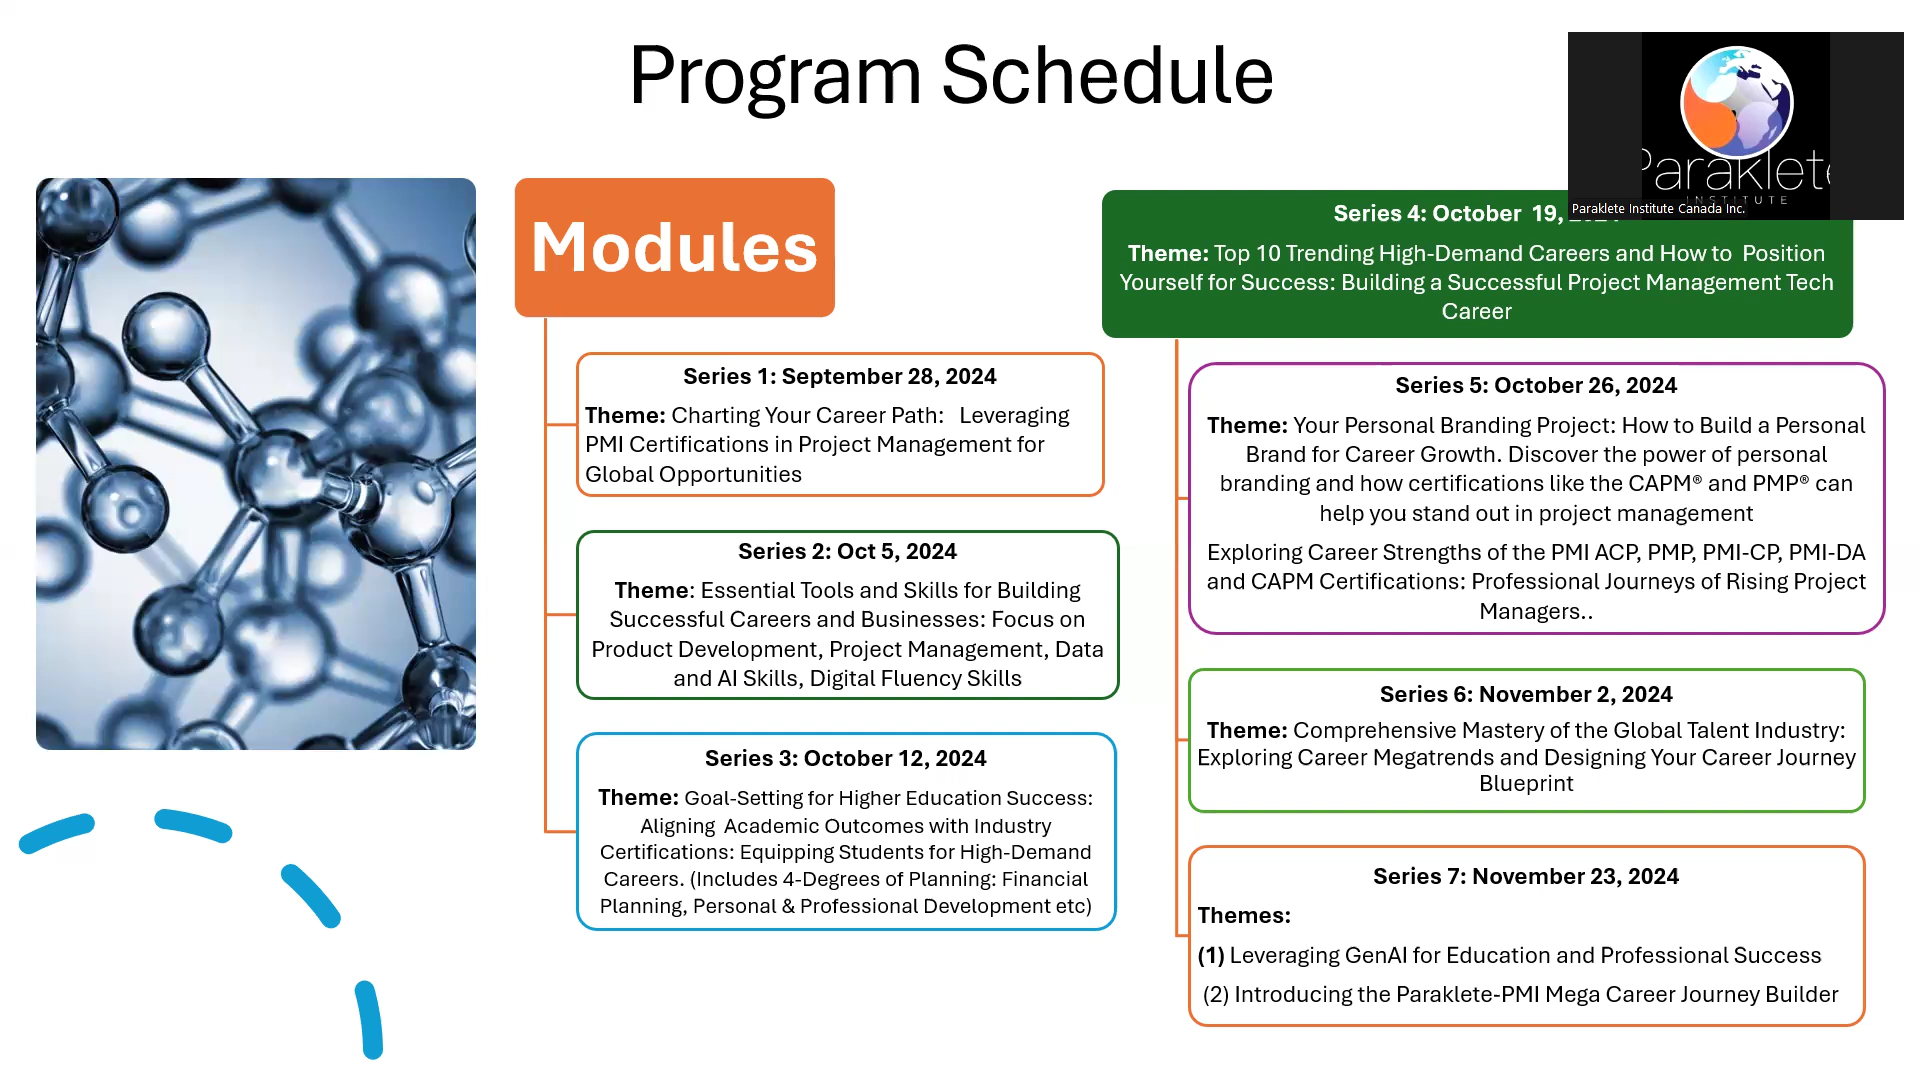 Program Schedule
Modules
Series 1: September 28, 2024
Theme: Charting Your Career Path: Leveraging
PMI Certifications in Project Management for
Global Opportunities
Series 2: Oct 5, 2024
Theme: Essential Tools and Skills for Building
Successful Careers and Businesses: Focus on
Product Development, Project Management, Data
and AI Skills, Digital Fluency Skills
Series 3: October 12, 2024
Theme: Goal-Setting for Higher Education Success:
Aligning Academic Outcomes with Industry
Certifications: Equipping Students for High-Demand
Careers. (Includes 4-Degrees of Planning: Financial
Planning, Personal & Professional Development etc)
Paraklete
INSTITUTE
Paraklete Institute Canada Inc.
Series 4: October 19,
Theme: Top 10 Trending High-Demand Careers and How to Position
Yourself for Success: Building a Successful Project Management Tech
Career
Series 5: October 26, 2024
Theme: Your Personal Branding Project: How to Build a Personal
Brand for Career Growth. Discover the power of personal
branding and how certifications like the CAPM® and PMP® can
help you stand out in project management
Exploring Career Strengths of the PMI ACP, PMP, PMI-CP, PMI-DA
and CAPM Certifications: Professional Journeys of Rising Project
Managers..
Series 6: November 2, 2024
Theme: Comprehensive Mastery of the Global Talent Industry:
Exploring Career Megatrends and Designing Your Career Journey
Blueprint
Series 7: November 23, 2024
Themes:
(1) Leveraging GenAI for Education and Professional Success
(2) Introducing the Paraklete-PMI Mega Career Journey Builder